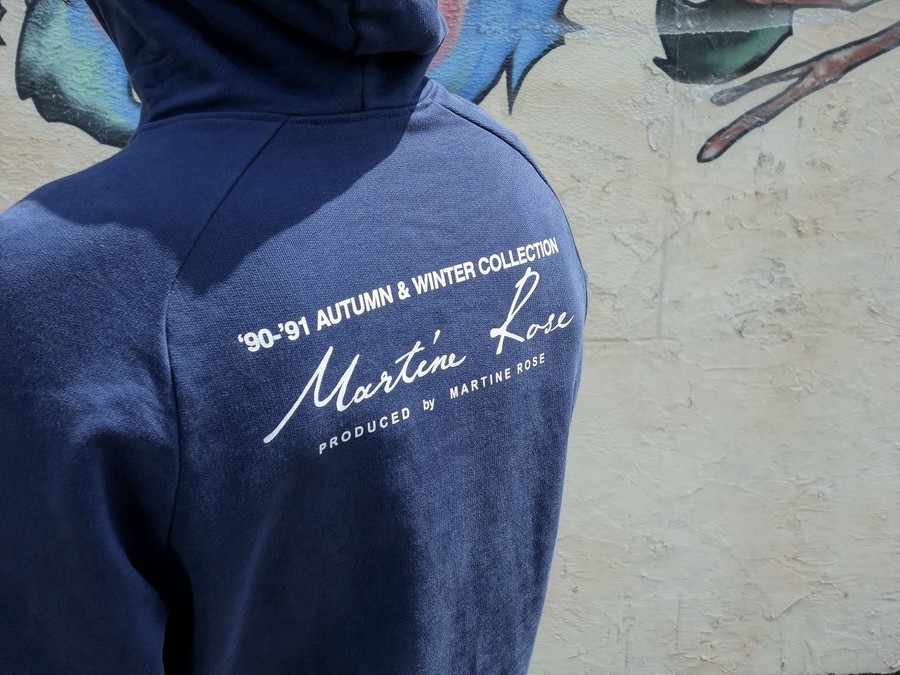 ‘90-’91 AUTUMN & WINTER COLLECTION
Martine Rose
PRODUCED by MARTINE ROSE